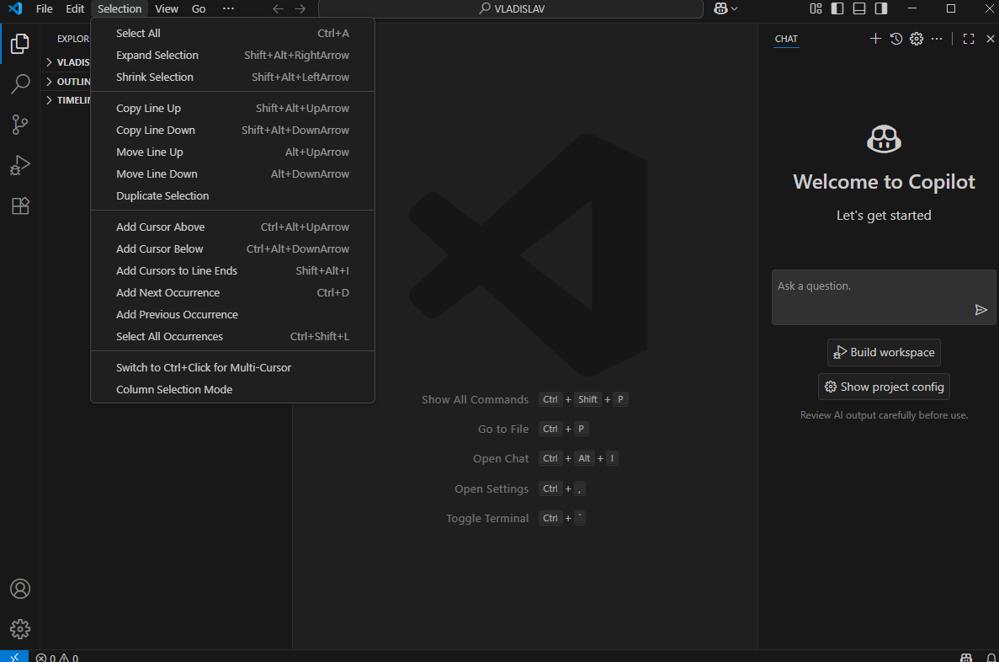 File Edit Selection View Go ···
VLADISLAV
EXPLOR
VLADIS
OUTLIN
TIMELIN
Select All Ctrl+A
Expand Selection Shift+Alt+RightArrow
Shrink Selection Shift+Alt+LeftArrow
Copy Line Up Shift+Alt+UpArrow
Copy Line Down Shift+Alt+DownArrow
Move Line Up Alt+UpArrow
Move Line Down Alt+DownArrow
Duplicate Selection
Add Cursor Above Ctrl+Alt+UpArrow
Add Cursor Below Ctrl+Alt+DownArrow
Add Cursors to Line Ends Shift+Alt+I
Add Next Occurrence Ctrl+D
Add Previous Occurrence
Select All Occurrences Ctrl+Shift+L
Switch to Ctrl+Click for Multi-Cursor
Column Selection Mode
Show All Commands Ctrl + Shift + P
Go to File Ctrl + P
Open Chat Ctrl + Alt + I
Open Settings Ctrl + ,
Toggle Terminal Ctrl + `
CHAT
Welcome to Copilot
Let's get started
Ask a question.
Build workspace
Show project config
Review AI output carefully before use.
0 0